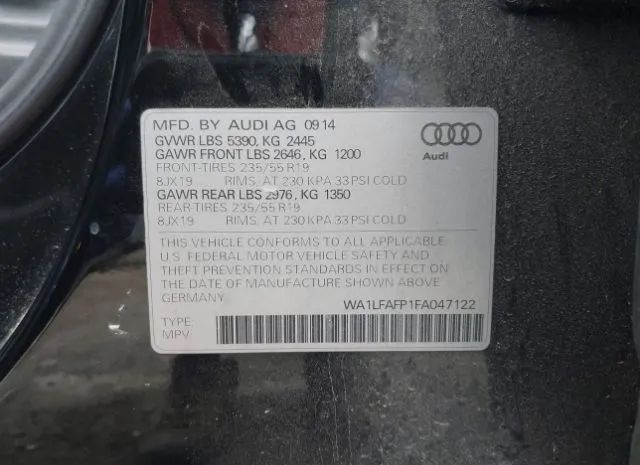 MFD. BY AUDI AG 09 14
GVWR LBS 5390, KG 2445
GAWR FRONT LBS 2646, KG 1200
FRONT-TIRES 235/55 R19
8JX19 RIMS, AT 230 KPA 33 PSI COLD
GAWR REAR LBS 2976, KG 1350
REAR-TIRES 235/55 R19
8JX19 RIMS, AT 230 KPA 33 PSI COLD
Audi
THIS VEHICLE CONFORMS TO ALL APPLICABLE
U.S. FEDERAL MOTOR VEHICLE SAFETY AND
THEFT PREVENTION STANDARDS IN EFFECT ON
THE DATE OF MANUFACTURE SHOWN ABOVE
GERMANY
WA1LFAFP1FA047122
TYPE:
MPV